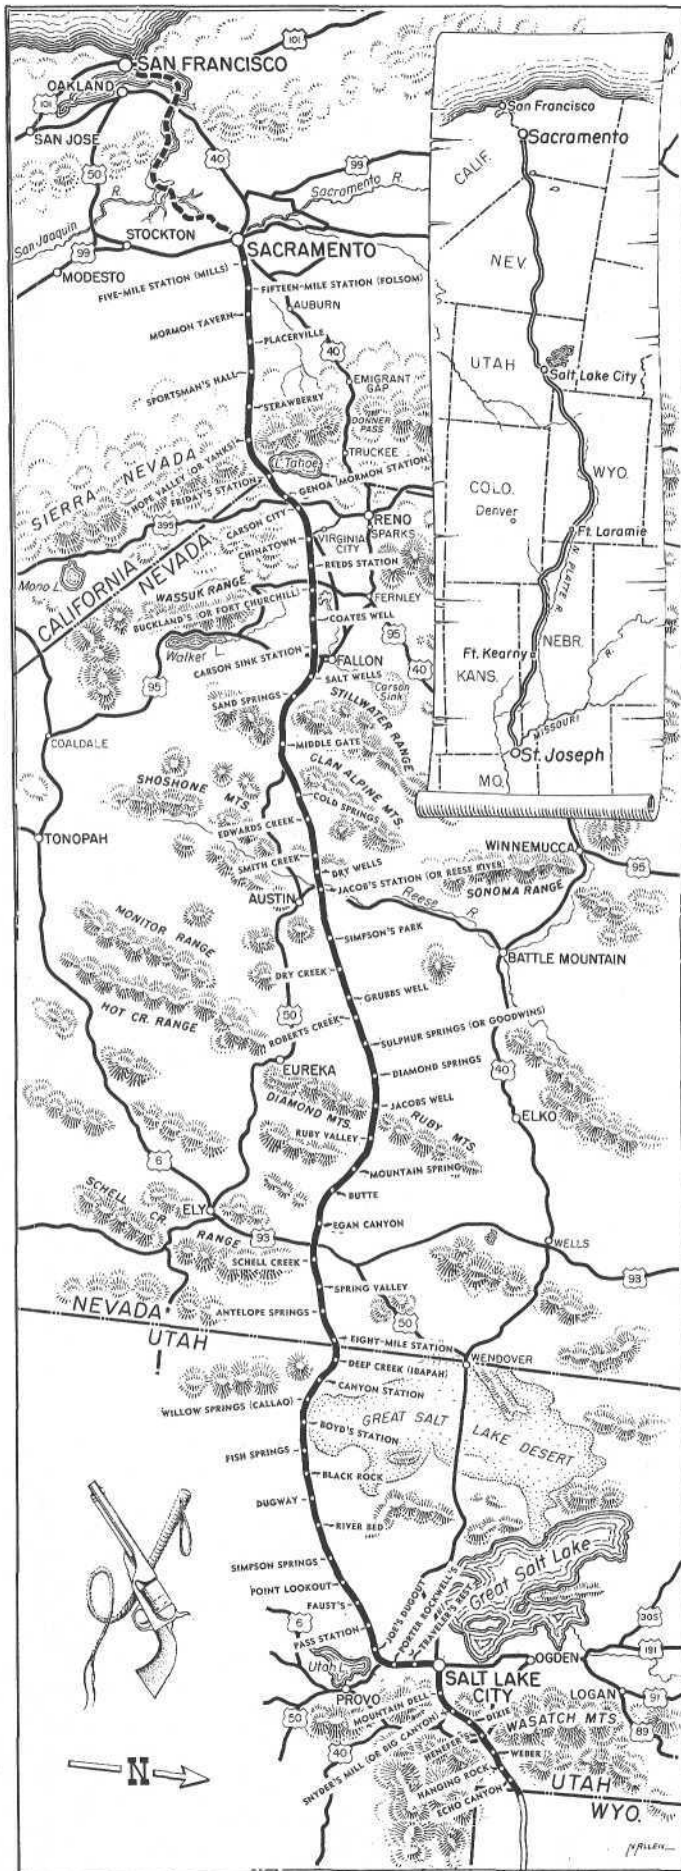 101
SAN FRANCISCO
OAKLAND
101
SAN JOSE
50
40
99
R.
San Joaquin
Sacramento R.
STOCKTON
99
SACRAMENTO
MODESTO
FIVE-MILE STATION (MILLS)
FIFTEEN-MILE STATION (FOLSOM)
AUBURN
MORMON TAVERN
PLACERVILLE
40
SPORTSMAN'S HALL
EMIGRANT
GAP
STRAWBERRY
DONNER
PASS
TRUCKEE
SIERRA NEVADA
HOPE VALLEY (OR YANKS)
FRIDAY'S STATION
L. Tahoe
GENOA (MORMON STATION)
395
CARSON CITY
RENO
SPARKS
CHINATOWN
VIRGINIA
CITY
CALIFORNIA
NEVADA
REEDS STATION
Mono L.
WASSUK RANGE
BUCKLAND'S (OR FORT CHURCHILL)
FERNLEY
COATES WELL
95
Walker L.
CARSON SINK STATION
FALLON
40
95
SALT WELLS
SAND SPRINGS
Carson
Sink
STILLWATER RANGE
COALDALE
MIDDLE GATE
SHOSHONE
MTS.
CLAN ALPINE MTS.
COLD SPRINGS
EDWARDS CREEK
TONOPAH
WINNEMUCCA
95
SMITH CREEK
DRY WELLS
JACOB'S STATION (OR REESE RIVER)
SONOMA RANGE
AUSTIN
Reese R.
MONITOR RANGE
SIMPSON'S PARK
BATTLE MOUNTAIN
DRY CREEK
GRUBBS WELL
HOT CR. RANGE
50
ROBERTS CREEK
SULPHUR SPRINGS (OR GOODWINS)
EUREKA
DIAMOND SPRINGS
40
DIAMOND MTS.
JACOBS WELL
RUBY MTS.
ELKO
RUBY VALLEY
6
MOUNTAIN SPRING
SCHELL CR. RANGE
BUTTE
ELY
EGAN CANYON
93
WELLS
SCHELL CREEK
93
SPRING VALLEY
ANTELOPE SPRINGS
50
NEVADA
UTAH
EIGHT-MILE STATION
WENDOVER
DEEP CREEK (IBAPAH)
CANYON STATION
WILLOW SPRINGS (CALLAO)
GREAT SALT LAKE DESERT
BOYD'S STATION
FISH SPRINGS
BLACK ROCK
DUGWAY
RIVER BED
SIMPSON SPRINGS
Great Salt Lake
POINT LOOKOUT
FAUST'S
JOE'S DUGOUT
PORTER ROCKWELL'S
TRAVELER'S REST
6
PASS STATION
305
191
Utah L.
OGDEN
SALT LAKE
CITY
PROVO
LOGAN
91
MOUNTAIN DELL
DIXIE
WASATCH MTS.
50
89
40
SNYDER'S MILL (OR BIG CANYON)
HENEFER'S
WEBER
HANGING ROCK
ECHO CANYON
UTAH
WYO.
N
N. ALLEN
San Francisco
Sacramento
CALIF.
NEV.
UTAH
Salt Lake City
WYO.
COLO.
Denver
Ft. Laramie
N. PLATTE R.
Ft. Kearny
NEBR.
KANS.
MISSOURI R.
St. Joseph
MO.